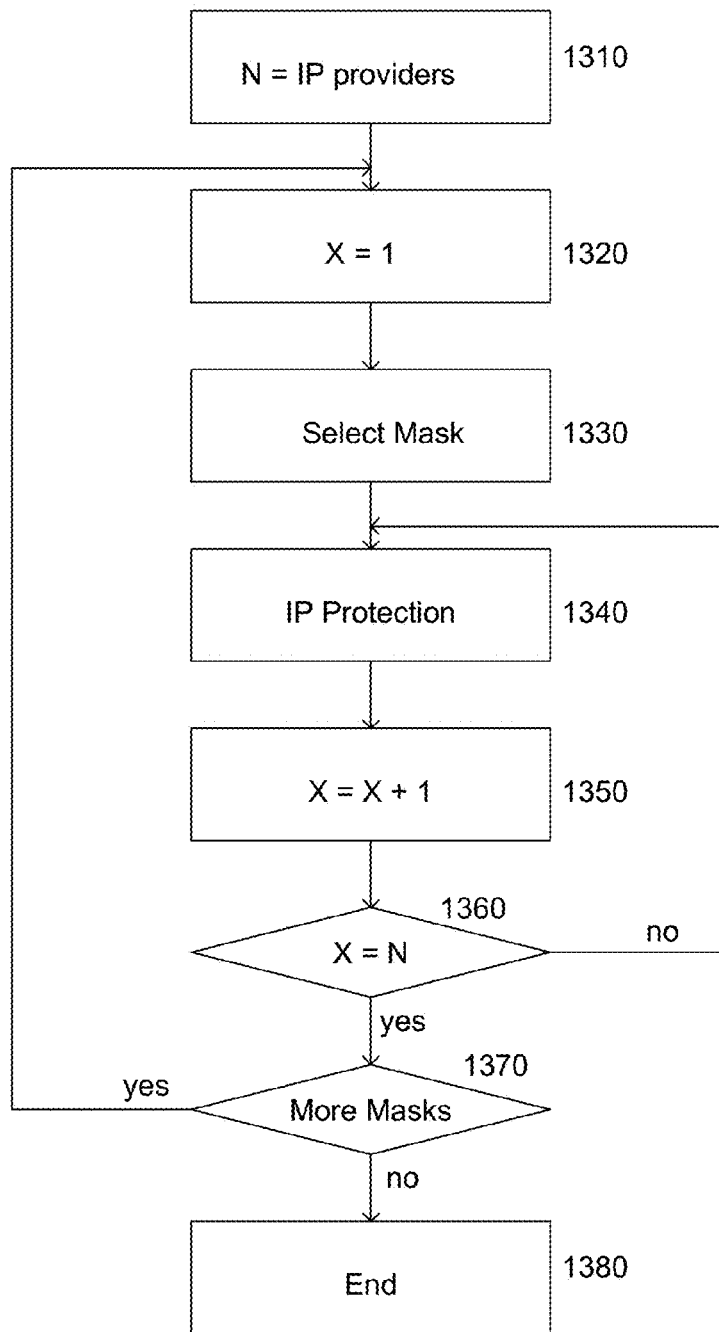 N = IP providers
1310
X = 1
1320
Select Mask
1330
IP Protection
1340
X = X + 1
1350
1360
X = N
no
yes
1370
yes
More Masks
no
End
1380